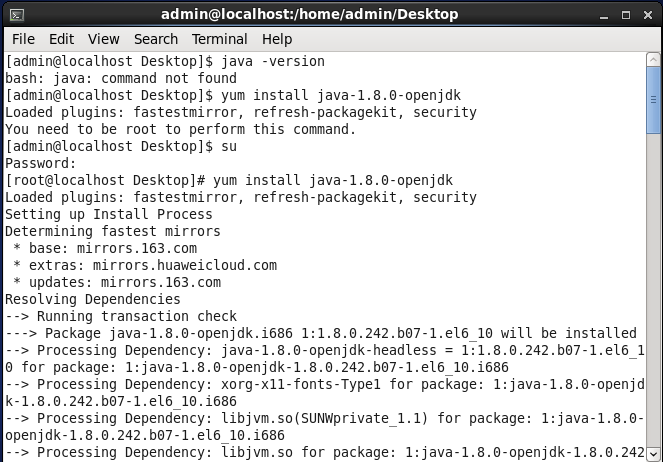 admin@localhost:/home/admin/Desktop
File Edit View Search Terminal Help
[admin@localhost Desktop]$ java -version
bash: java: command not found
[admin@localhost Desktop]$ yum install java-1.8.0-openjdk
Loaded plugins: fastestmirror, refresh-packagekit, security
You need to be root to perform this command.
[admin@localhost Desktop]$ su
Password:
[root@localhost Desktop]# yum install java-1.8.0-openjdk
Loaded plugins: fastestmirror, refresh-packagekit, security
Setting up Install Process
Determining fastest mirrors
 * base: mirrors.163.com
 * extras: mirrors.huaweicloud.com
 * updates: mirrors.163.com
Resolving Dependencies
--> Running transaction check
---> Package java-1.8.0-openjdk.i686 1:1.8.0.242.b07-1.el6_10 will be installed
--> Processing Dependency: java-1.8.0-openjdk-headless = 1:1.8.0.242.b07-1.el6_1
0 for package: 1:java-1.8.0-openjdk-1.8.0.242.b07-1.el6_10.i686
--> Processing Dependency: xorg-x11-fonts-Type1 for package: 1:java-1.8.0-openjd
k-1.8.0.242.b07-1.el6_10.i686
--> Processing Dependency: libjvm.so(SUNWprivate_1.1) for package: 1:java-1.8.0-
openjdk-1.8.0.242.b07-1.el6_10.i686
--> Processing Dependency: libjvm.so for package: 1:java-1.8.0-openjdk-1.8.0.242